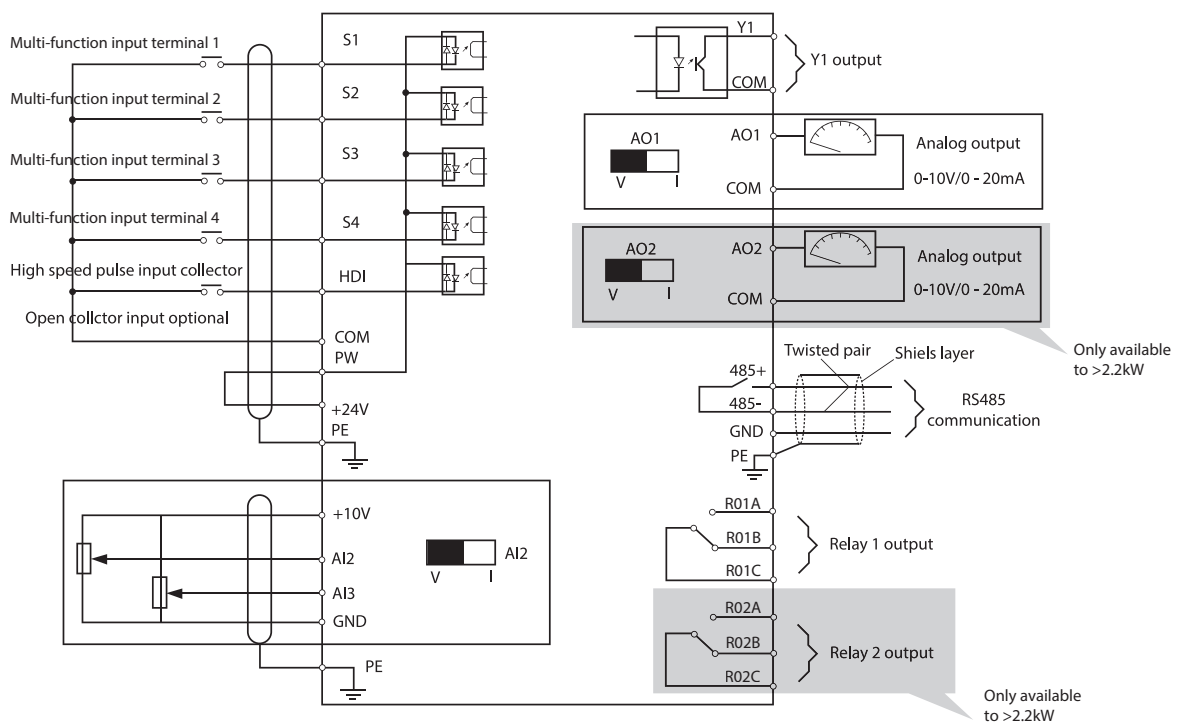 Multi-function input terminal 1
S1
Multi-function input terminal 2
S2
Multi-function input terminal 3
S3
Multi-function input terminal 4
S4
High speed pulse input collector
HDI
Open collctor input optional
COM
PW
+24V
PE
+10V
AI2
AI3
GND
V
I
AI2
PE
Y1
COM
Y1 output
AO1
V
I
AO1
COM
Analog output
0-10V/0 - 20mA
AO2
V
I
AO2
COM
Analog output
0-10V/0 - 20mA
Only available
to >2.2kW
Twisted pair
Shiels layer
485+
485-
GND
PE
RS485
communication
R01A
R01B
R01C
Relay 1 output
R02A
R02B
R02C
Relay 2 output
Only available
to >2.2kW